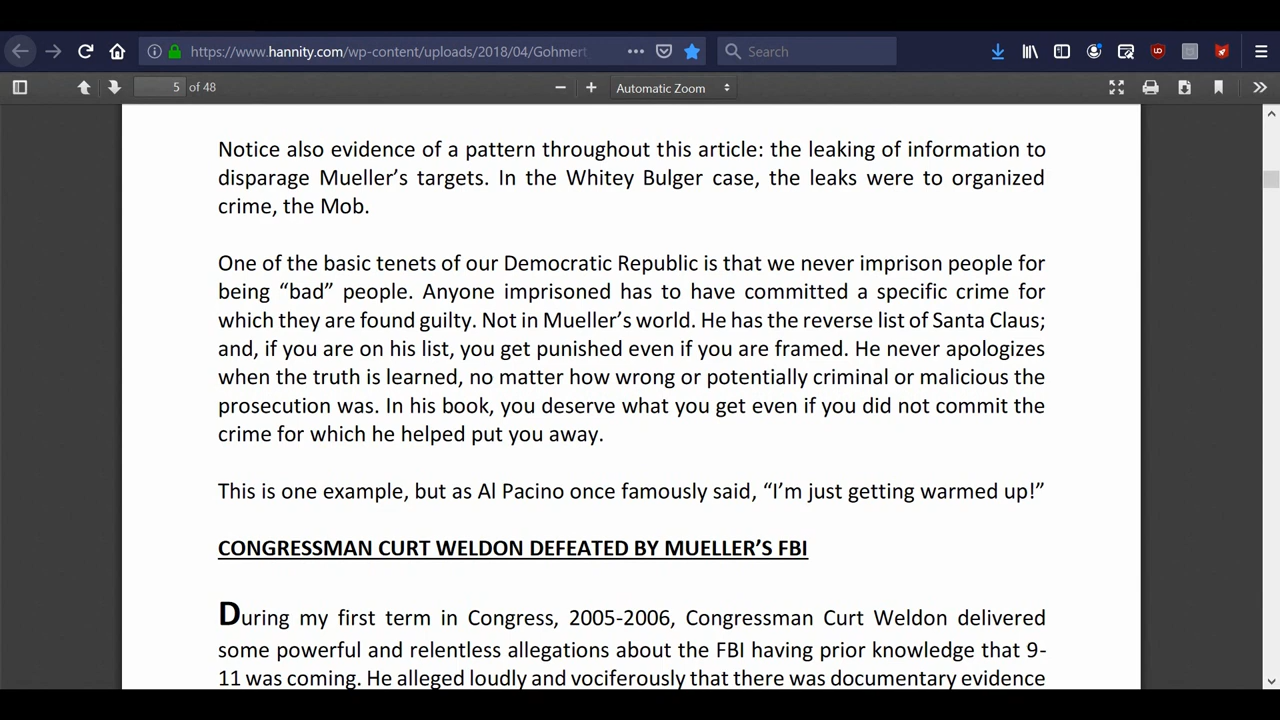 https://www.hannity.com/wp-content/uploads/2018/04/Gohmert
Search
5 of 48
Automatic Zoom
Notice also evidence of a pattern throughout this article: the leaking of information to
disparage Mueller’s targets. In the Whitey Bulger case, the leaks were to organized
crime, the Mob.
One of the basic tenets of our Democratic Republic is that we never imprison people for
being “bad” people. Anyone imprisoned has to have committed a specific crime for
which they are found guilty. Not in Mueller’s world. He has the reverse list of Santa Claus;
and, if you are on his list, you get punished even if you are framed. He never apologizes
when the truth is learned, no matter how wrong or potentially criminal or malicious the
prosecution was. In his book, you deserve what you get even if you did not commit the
crime for which he helped put you away.
This is one example, but as Al Pacino once famously said, “I’m just getting warmed up!”
CONGRESSMAN CURT WELDON DEFEATED BY MUELLER’S FBI
During my first term in Congress, 2005-2006, Congressman Curt Weldon delivered
some powerful and relentless allegations about the FBI having prior knowledge that 9-
11 was coming. He alleged loudly and vociferously that there was documentary evidence